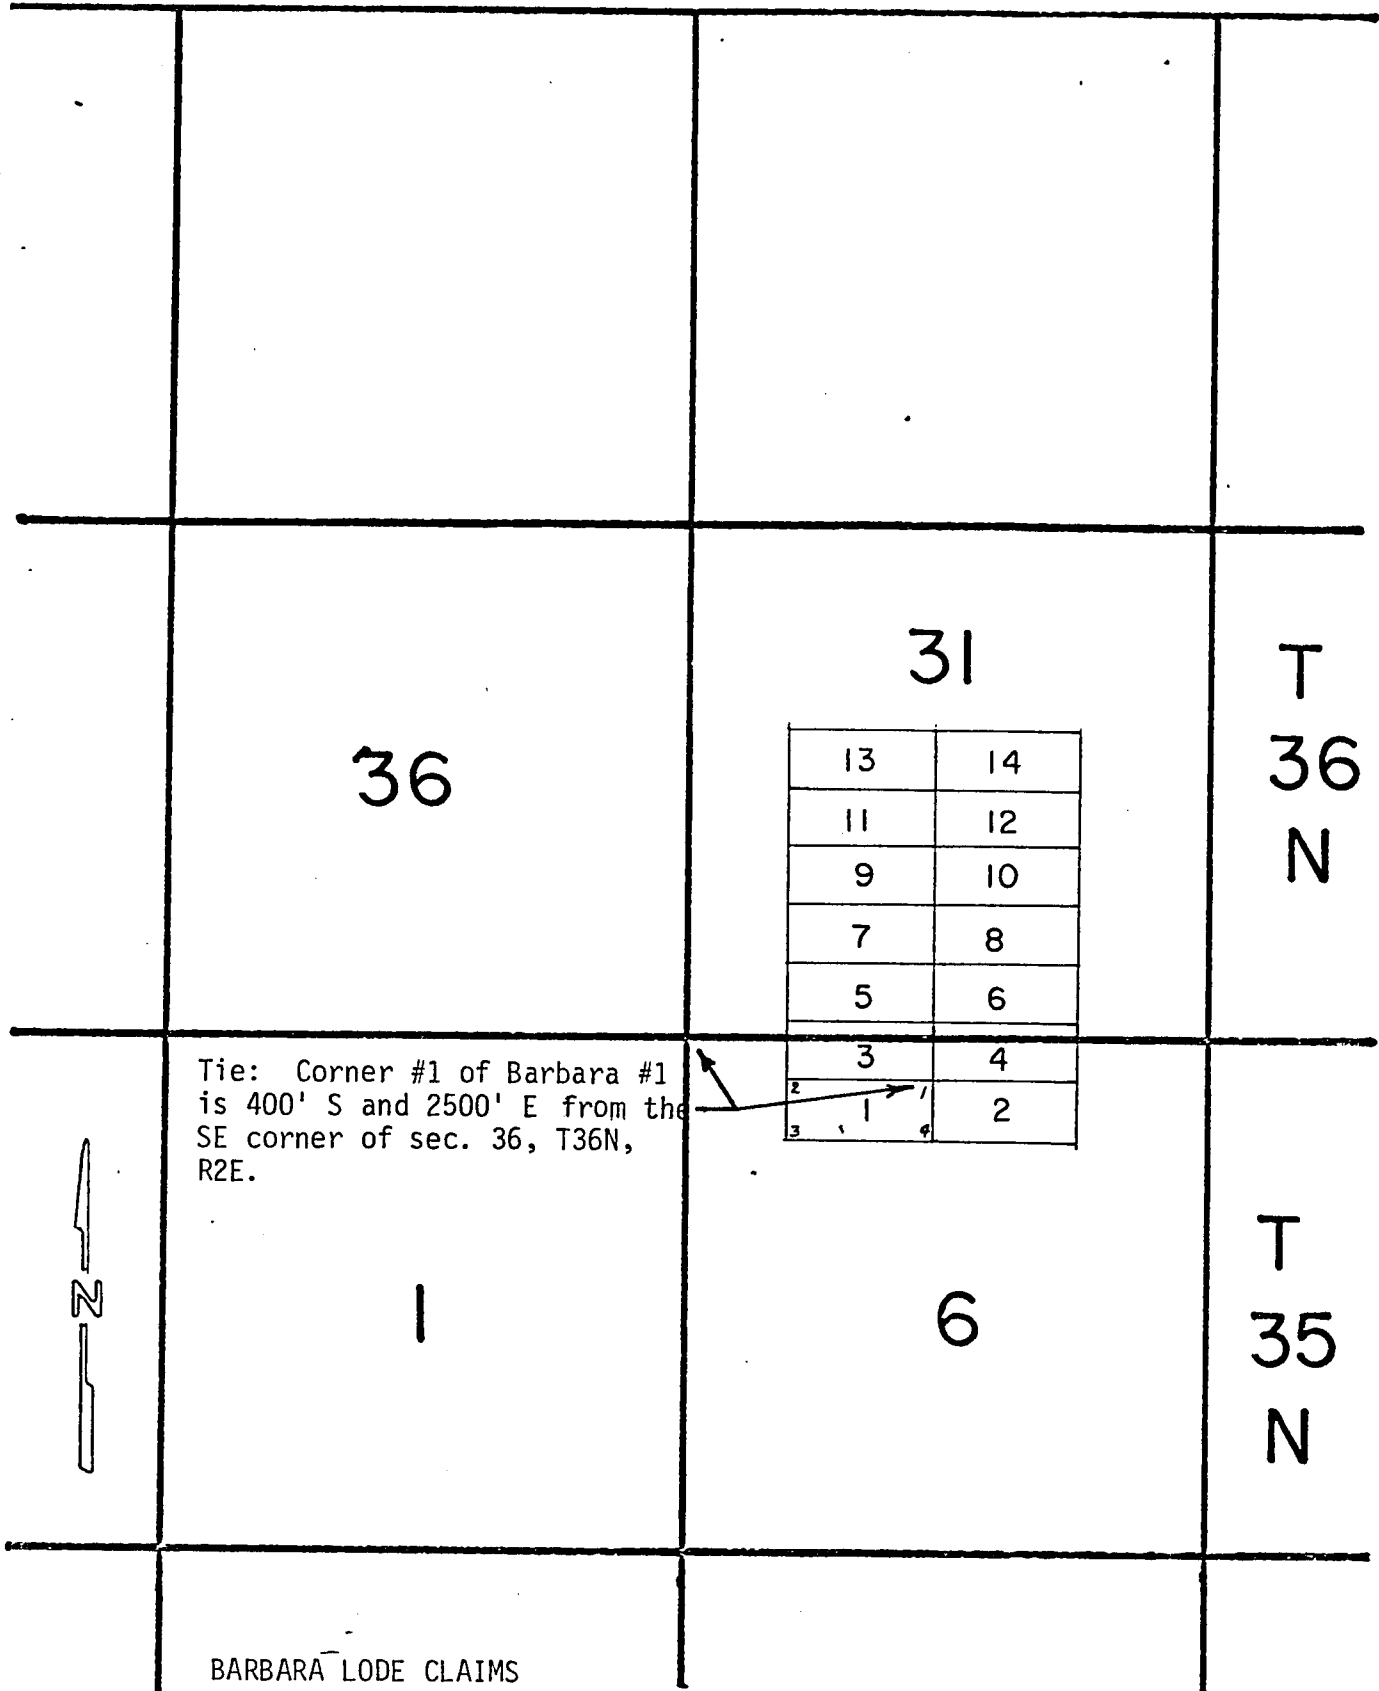 31
T
36
N
36
13 14
11 12
9 10
7 8
5 6
3 4
2 1
1 2
3 4
Tie: Corner #1 of Barbara #1
is 400' S and 2500' E from the
SE corner of sec. 36, T36N,
R2E.
N
1
6
T
35
N
BARBARA LODE CLAIMS